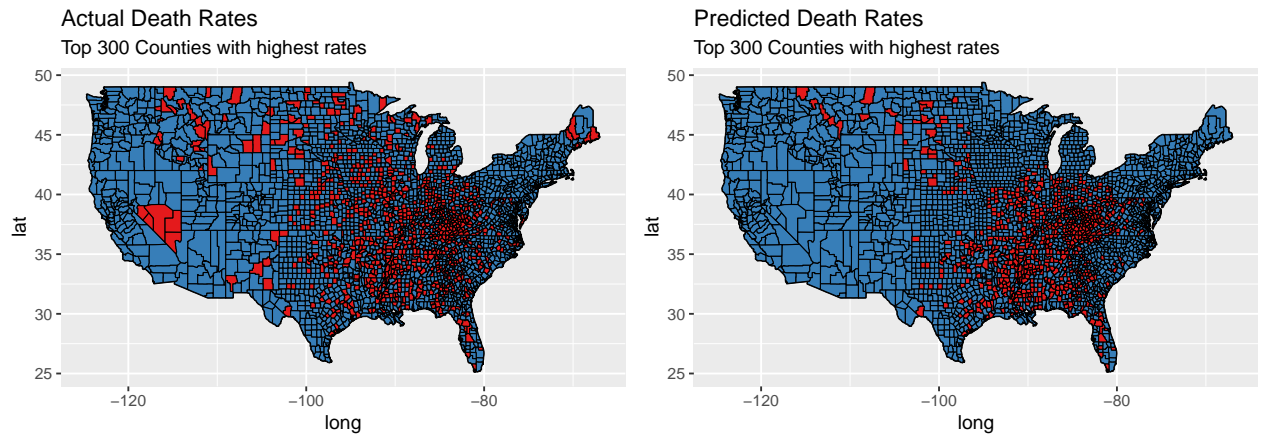 Actual Death Rates
Top 300 Counties with highest rates
50
45
40
35
30
25
lat
−120
−100
−80
long
Predicted Death Rates
Top 300 Counties with highest rates
50
45
40
35
30
25
lat
−120
−100
−80
long